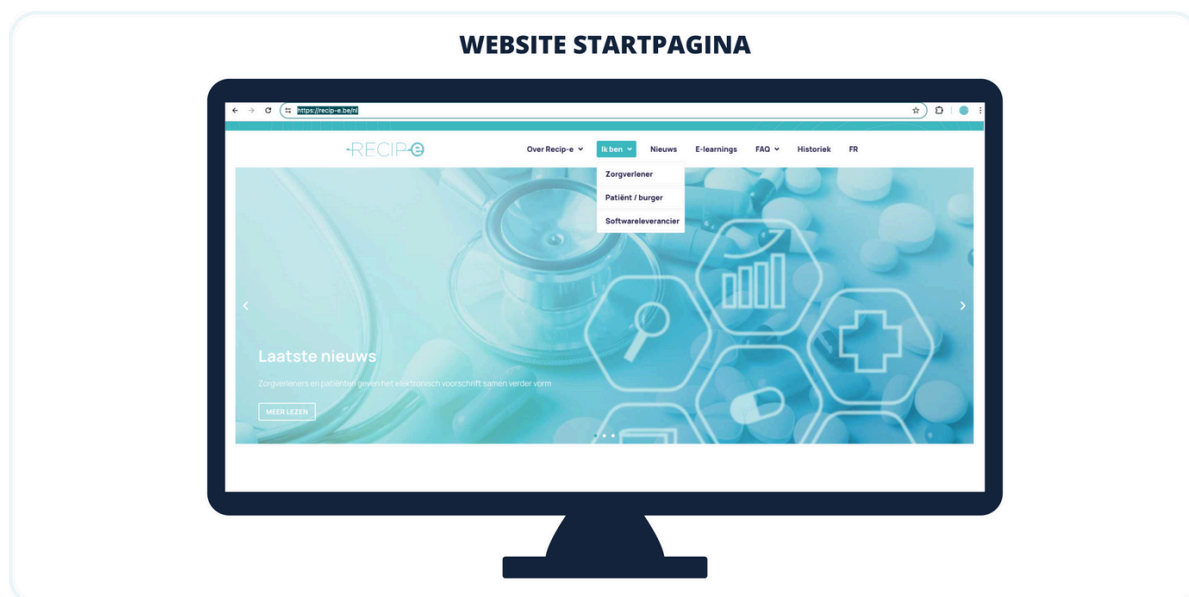 WEBSITE STARTPAGINA
https://recip-e.be/nl
RECIP-e
Over Recip-e Ik ben Nieuws E-learnings FAQ Historiek FR
Zorgverlener
Patiënt / burger
Softwareleverancier
Laatste nieuws
Zorgverleners en patiënten geven het elektronisch voorschrift samen verder vorm
MEER LEZEN